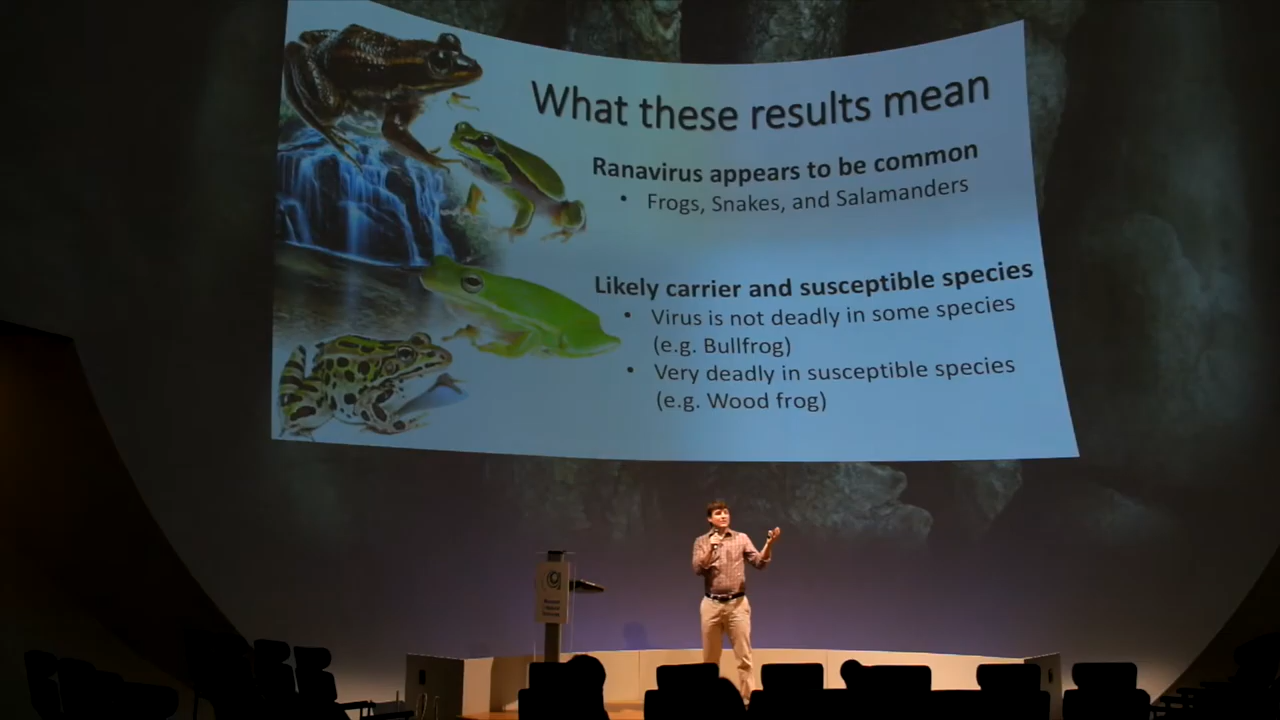 What these results mean
Ranavirus appears to be common
• Frogs, Snakes, and Salamanders
Likely carrier and susceptible species
• Virus is not deadly in some species
(e.g. Bullfrog)
• Very deadly in susceptible species
(e.g. Wood frog)